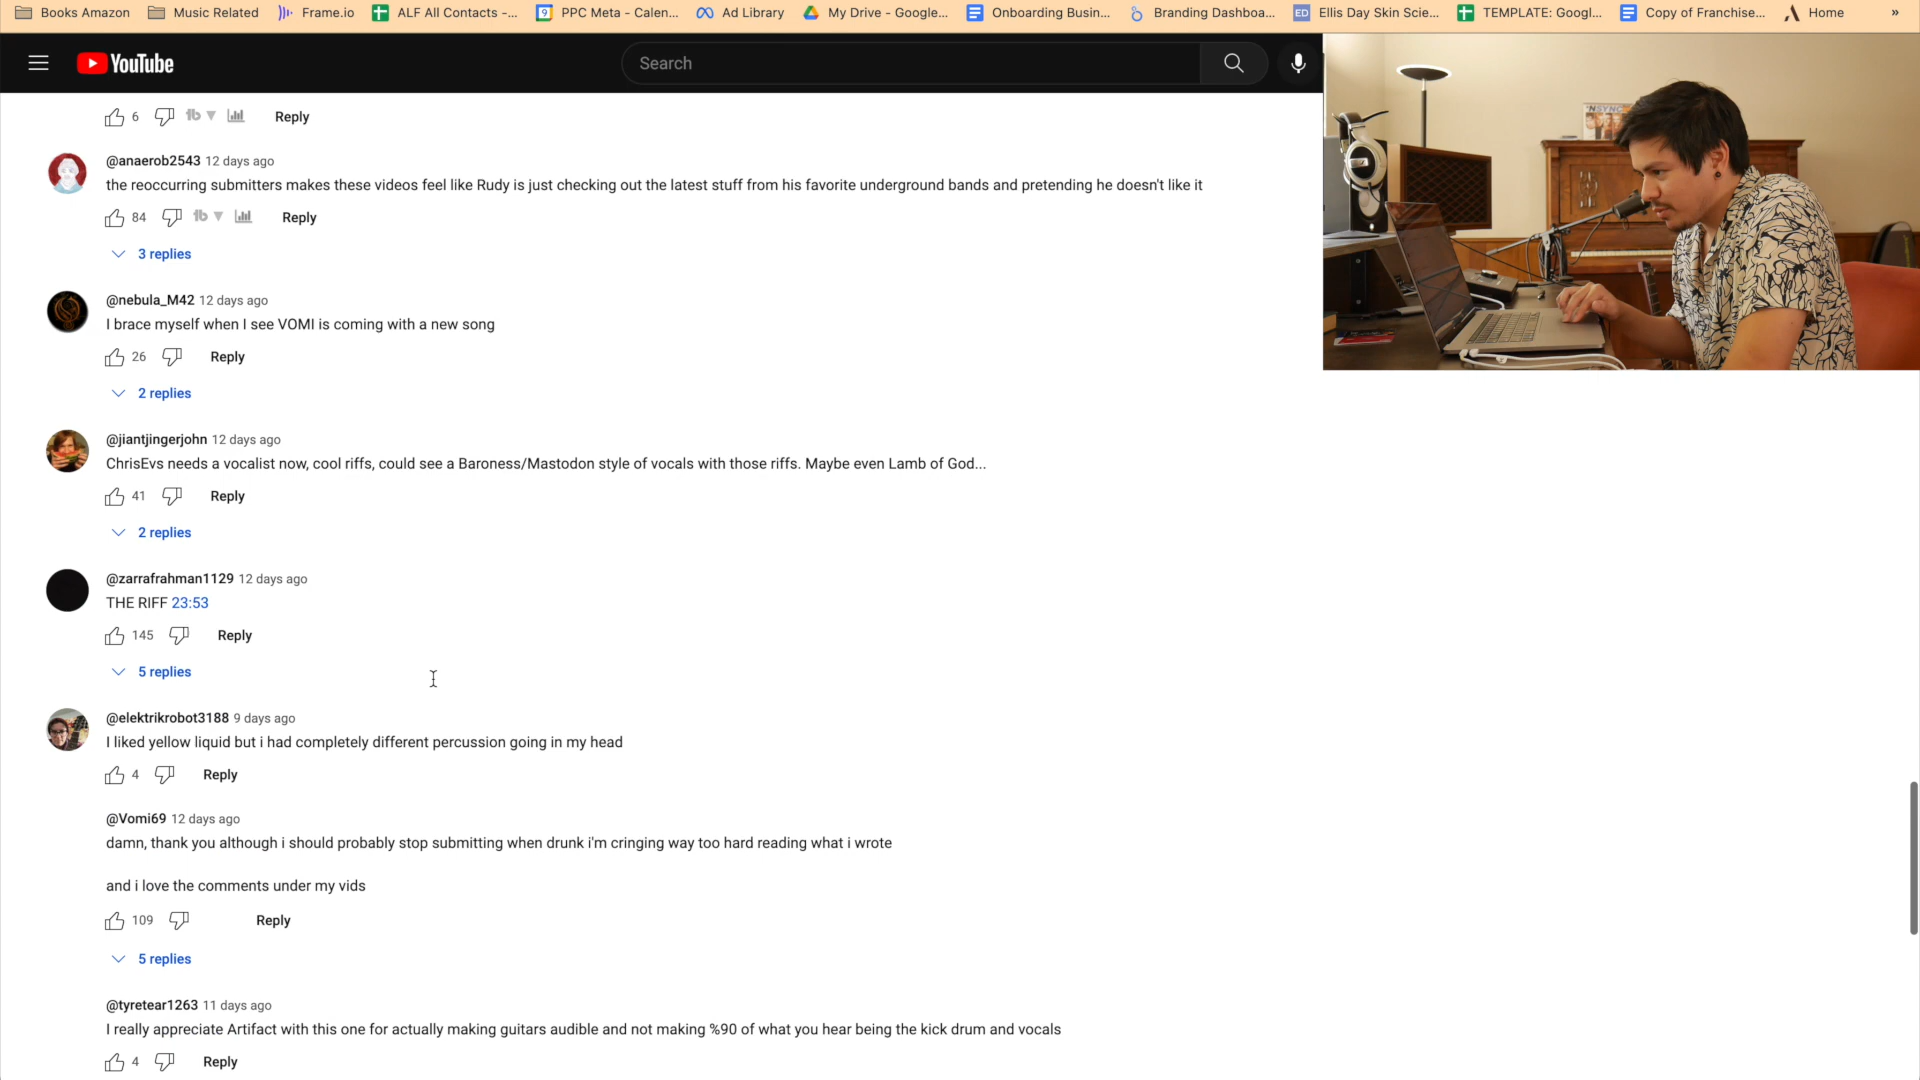 Books Amazon Music Related Frame.io ALF All Contacts -... PPC Meta - Calen... Ad Library My Drive - Google... Onboarding Busin... Branding Dashboa... ED Ellis Day Skin Scie... TEMPLATE: Googl... Copy of Franchise... Home »
YouTube Search
6 Reply
@anaerob2543 12 days ago
the reoccurring submitters makes these videos feel like Rudy is just checking out the latest stuff from his favorite underground bands and pretending he doesn't like it
84 Reply
3 replies
@nebula_M42 12 days ago
I brace myself when I see VOMI is coming with a new song
26 Reply
2 replies
@jiantjingerjohn 12 days ago
ChrisEvs needs a vocalist now, cool riffs, could see a Baroness/Mastodon style of vocals with those riffs. Maybe even Lamb of God...
41 Reply
2 replies
@zarrafrahman1129 12 days ago
THE RIFF 23:53
145 Reply
5 replies
@elektrikrobot3188 9 days ago
I liked yellow liquid but i had completely different percussion going in my head
4 Reply
@Vomi69 12 days ago
damn, thank you although i should probably stop submitting when drunk i'm cringing way too hard reading what i wrote
and i love the comments under my vids
109 Reply
5 replies
@tyretear1263 11 days ago
I really appreciate Artifact with this one for actually making guitars audible and not making %90 of what you hear being the kick drum and vocals
4 Reply
*NSYNC